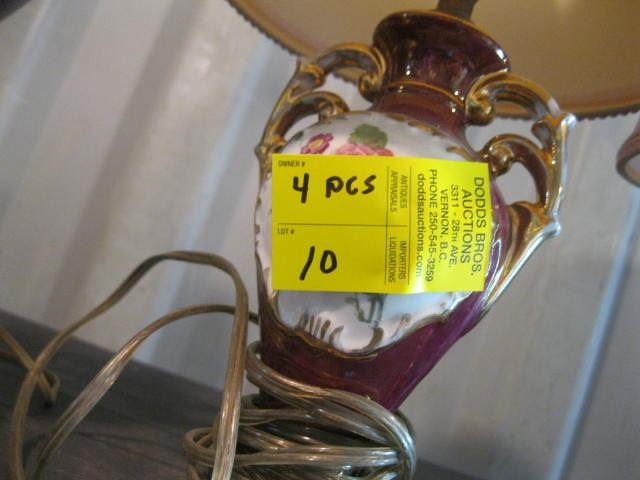 OWNER #
4 PCS
LOT #
10
ANTIQUES
APPRAISALS
IMPORTERS
LIQUIDATIONS
DODDS BROS.
AUCTIONS
3311 - 28TH AVE.
VERNON, B.C.
PHONE 250-545-3259
doddsauctions.com